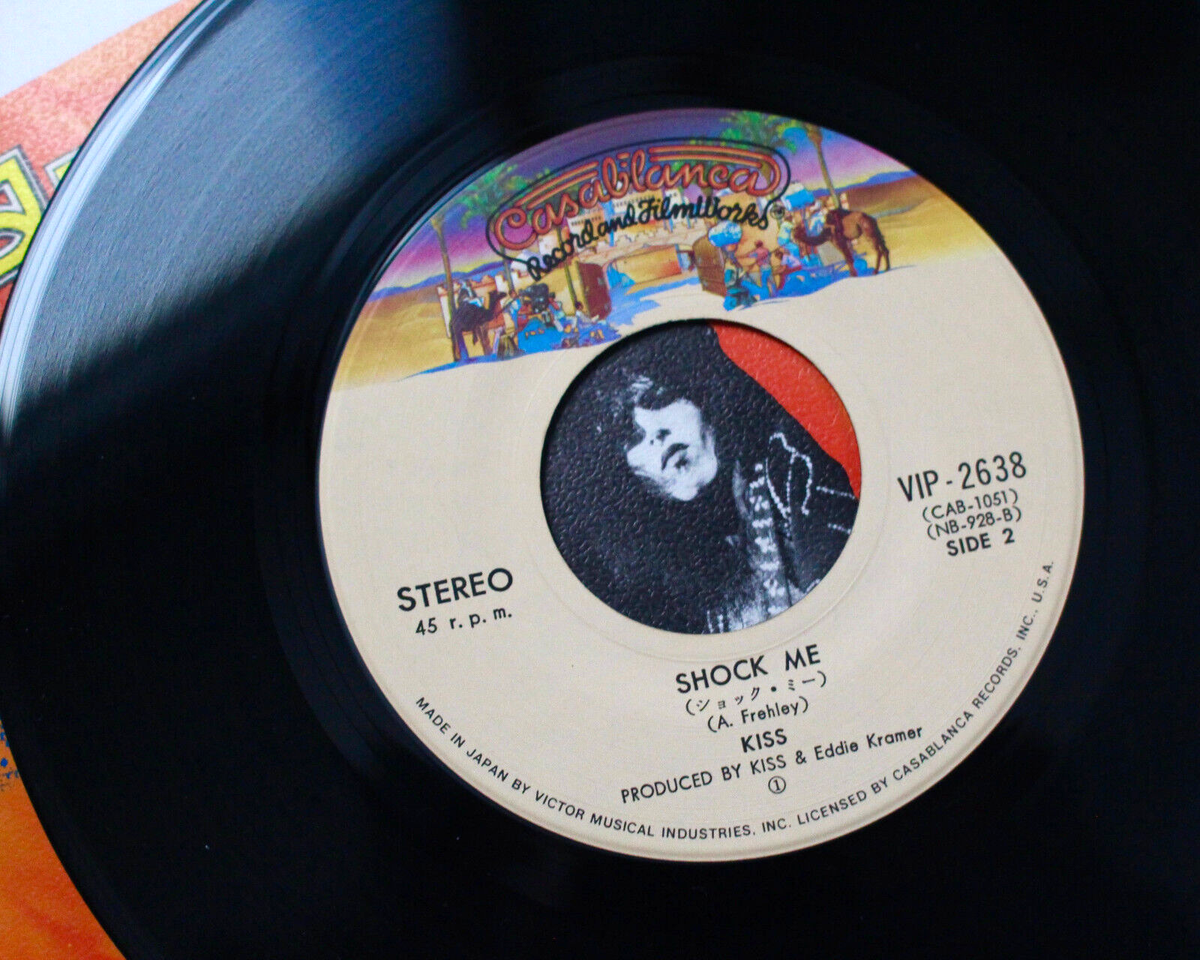 Casablanca
Record and FilmWorks
VIP-2638
(CAB-1051)
(NB-928-B)
SIDE 2
STEREO
45 r.p.m.
SHOCK ME
(ショック・ミー)
(A. Frehley)
KISS
PRODUCED BY KISS & Eddie Kramer
①
MADE IN JAPAN BY VICTOR MUSICAL INDUSTRIES, INC. LICENSED BY CASABLANCA RECORDS, INC., U.S.A.